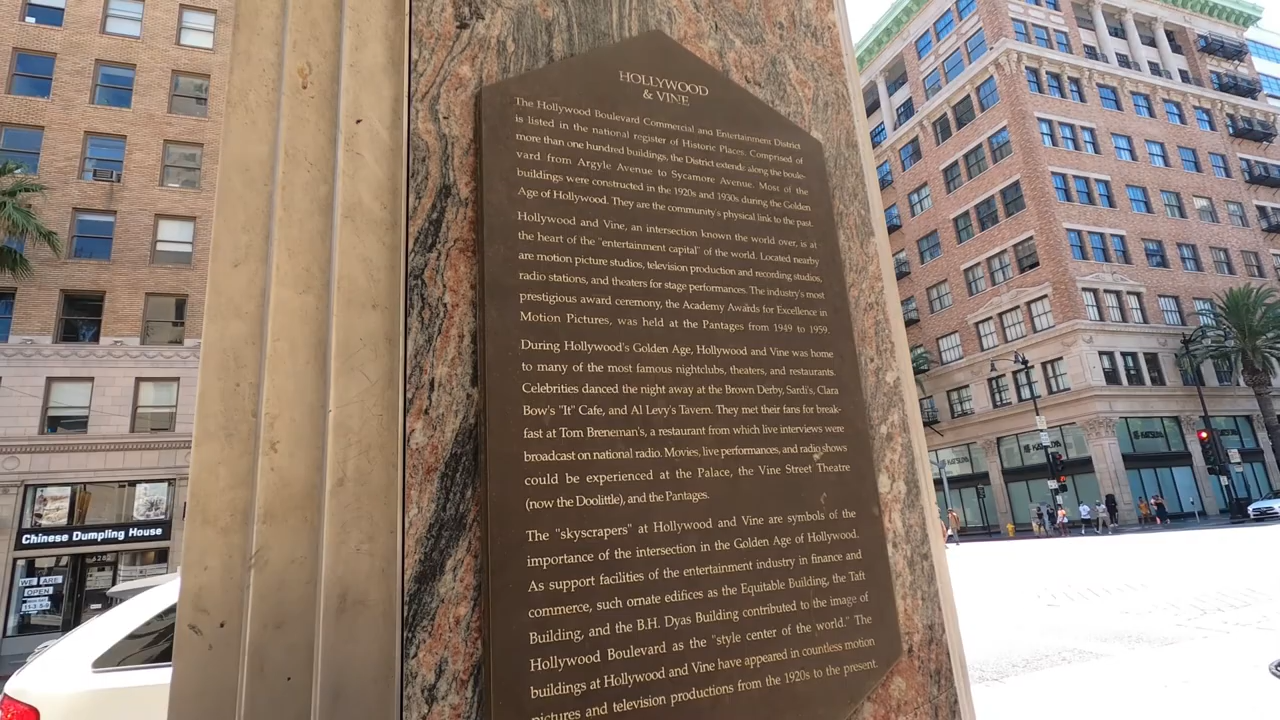 HOLLYWOOD
& VINE
The Hollywood Boulevard Commercial and Entertainment District
is listed in the national register of Historic Places. Comprised of
more than one hundred buildings, the District extends along the boule-
vard from Argyle Avenue to Sycamore Avenue. Most of the
buildings were constructed in the 1920s and 1930s during the Golden
Age of Hollywood. They are the community's physical link to the past.
Hollywood and Vine, an intersection known the world over, is at
the heart of the "entertainment capital" of the world. Located nearby
are motion picture studios, television production and recording studios,
radio stations, and theaters for stage performances. The industry's most
prestigious award ceremony, the Academy Awards for Excellence in
Motion Pictures, was held at the Pantages from 1949 to 1959.
During Hollywood's Golden Age, Hollywood and Vine was home
to many of the most famous nightclubs, theaters, and restaurants.
Celebrities danced the night away at the Brown Derby, Sardi's, Clara
Bow's "It" Cafe, and Al Levy's Tavern. They met their fans for break-
fast at Tom Breneman's, a restaurant from which live interviews were
broadcast on national radio. Movies, live performances, and radio shows
could be experienced at the Palace, the Vine Street Theatre
(now the Doolittle), and the Pantages.
The "skyscrapers" at Hollywood and Vine are symbols of the
importance of the intersection in the Golden Age of Hollywood.
As support facilities of the entertainment industry in finance and
commerce, such ornate edifices as the Equitable Building, the Taft
Building, and the B.H. Dyas Building contributed to the image of
Hollywood Boulevard as the "style center of the world." The
buildings at Hollywood and Vine have appeared in countless motion
pictures and television productions from the 1920s to the present.
Chinese Dumpling House
WE ARE
OPEN
KATSUYA